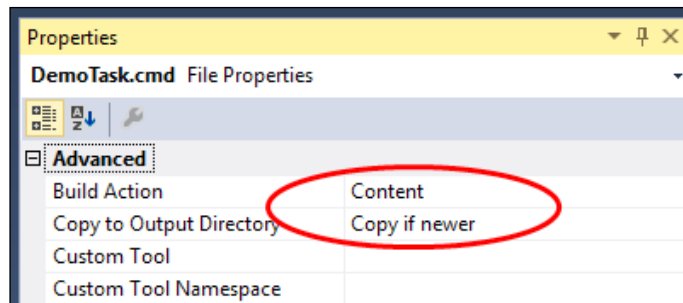 Properties
DemoTask.cmd File Properties
Advanced
Build Action Content
Copy to Output Directory Copy if newer
Custom Tool
Custom Tool Namespace